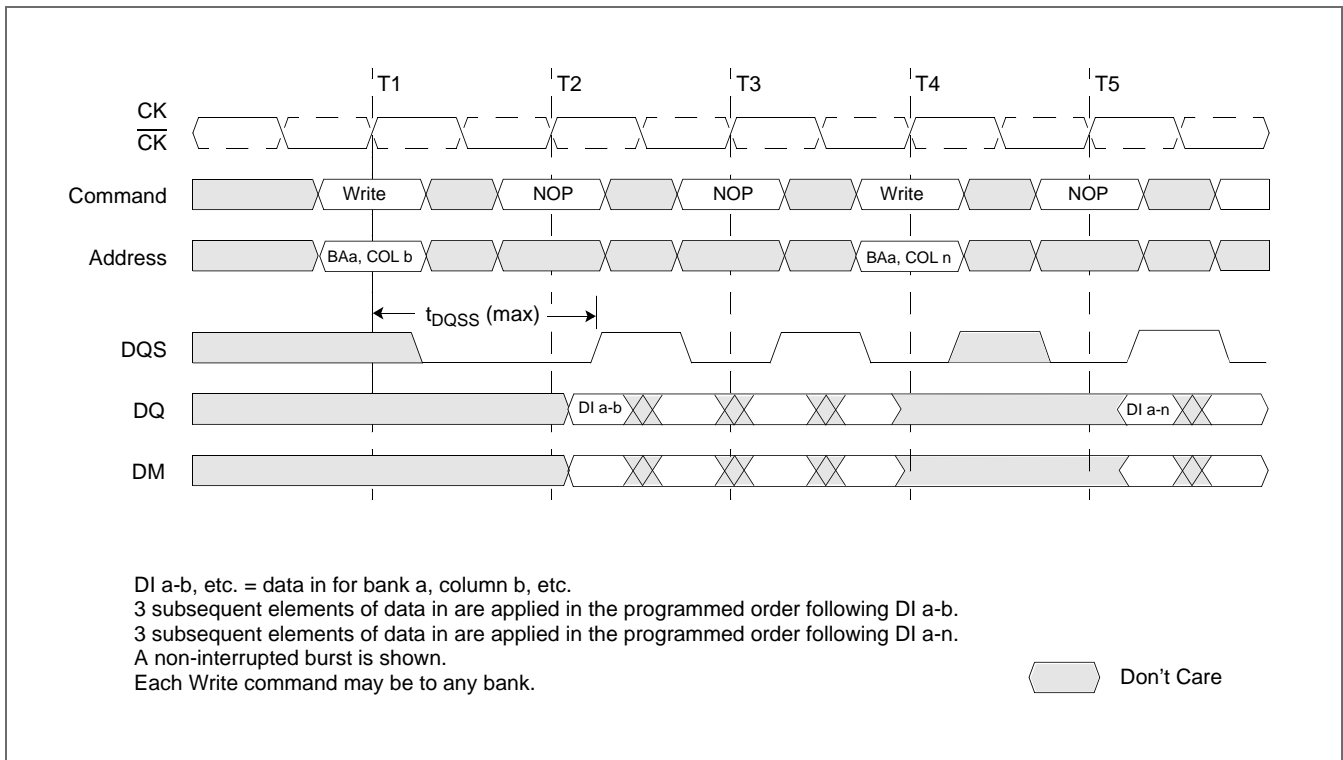 T1 T2 T3 T4 T5
CK
CK
Command Write NOP NOP Write NOP
Address BAa, COL b BAa, COL n
tDQSS (max)
DQS
DQ DI a-b DI a-n
DM
DI a-b, etc. = data in for bank a, column b, etc.
3 subsequent elements of data in are applied in the programmed order following DI a-b.
3 subsequent elements of data in are applied in the programmed order following DI a-n.
A non-interrupted burst is shown.
Each Write command may be to any bank.
Don't Care